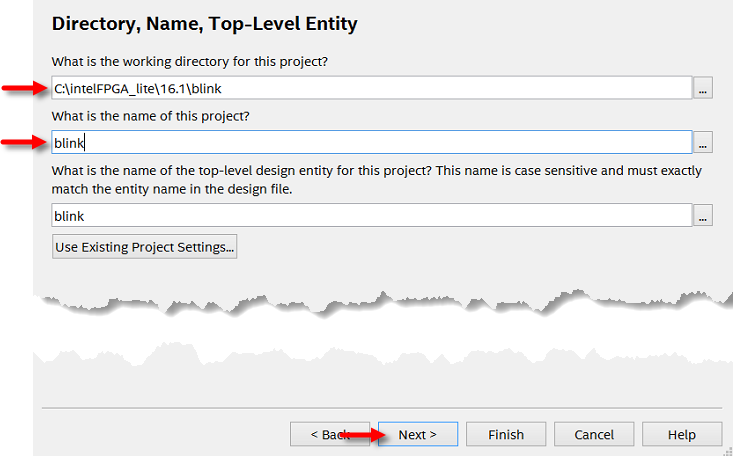 Directory, Name, Top-Level Entity
What is the working directory for this project?
C:\intelFPGA_lite\16.1\blink
...
What is the name of this project?
blink
...
What is the name of the top-level design entity for this project? This name is case sensitive and must exactly
match the entity name in the design file.
blink
...
Use Existing Project Settings...
< Back Next > Finish Cancel Help